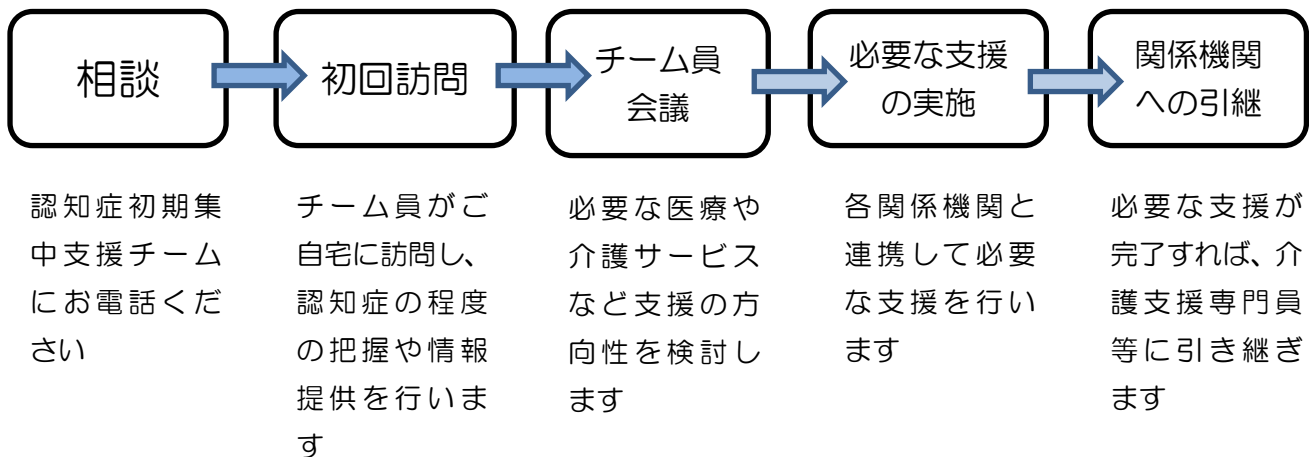 相談
初回訪問
チーム員
会議
必要な支援
の実施
関係機関
への引継
認知症初期集
中支援チーム
にお電話くだ
さい
チーム員がご
自宅に訪問し、
認知症の程度
の把握や情報
提供を行いま
す
必要な医療や
介護サービス
など支援の方
向性を検討し
ます
各関係機関と
連携して必要
な支援を行い
ます
必要な支援が
完了すれば、介
護支援専門員
等に引き継ぎ
ます